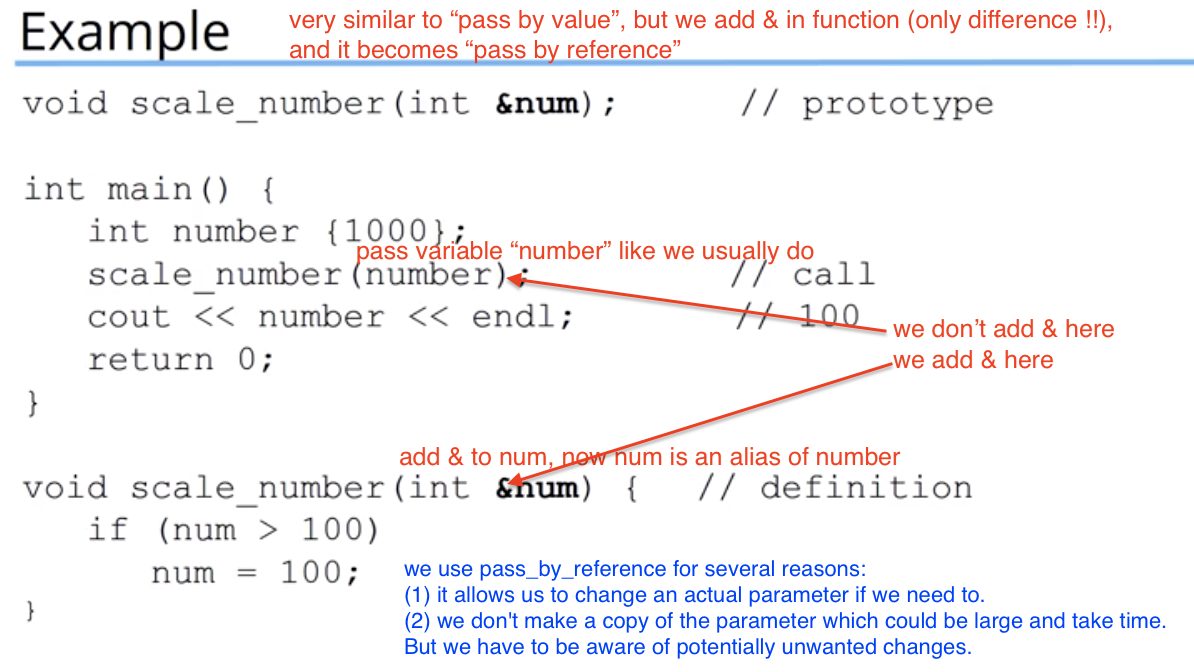 Example
very similar to “pass by value”, but we add & in function (only difference !!),
and it becomes “pass by reference”
void scale_number(int &num);    // prototype
int main() {
int number {1000};
pass variable “number” like we usually do
scale_number(number);    // call
cout << number << endl;    // 100
we don’t add & here
return 0;
we add & here
}
add & to num, now num is an alias of number
void scale_number(int &num) {    // definition
if (num > 100)
num = 100;
we use pass_by_reference for several reasons:
(1) it allows us to change an actual parameter if we need to.
}
(2) we don't make a copy of the parameter which could be large and take time.
But we have to be aware of potentially unwanted changes.